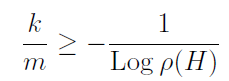 k/m ≥ −1/Log ρ(H)